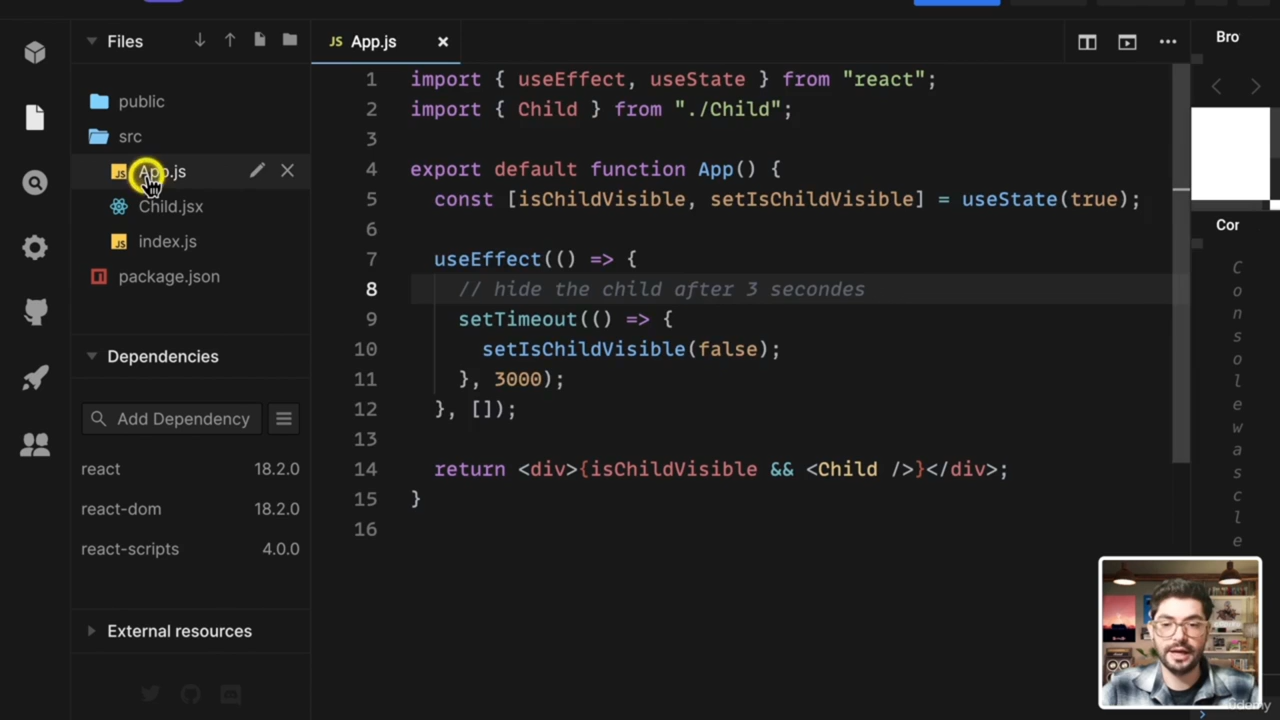 Files
public
src
App.js
Child.jsx
index.js
package.json
Dependencies
Add Dependency
react 18.2.0
react-dom 18.2.0
react-scripts 4.0.0
External resources
JS App.js
1 import { useEffect, useState } from "react";
2 import { Child } from "./Child";
3
4 export default function App() {
5 const [isChildVisible, setIsChildVisible] = useState(true);
6
7 useEffect(() => {
8 // hide the child after 3 secondes
9 setTimeout(() => {
10 setIsChildVisible(false);
11 }, 3000);
12 }, []);
13
14 return <div>{isChildVisible && <Child />}</div>;
15 }
16
Bro
Cor
C
o
n
s
o
l
e
w
a
s
c
l
e
udemy